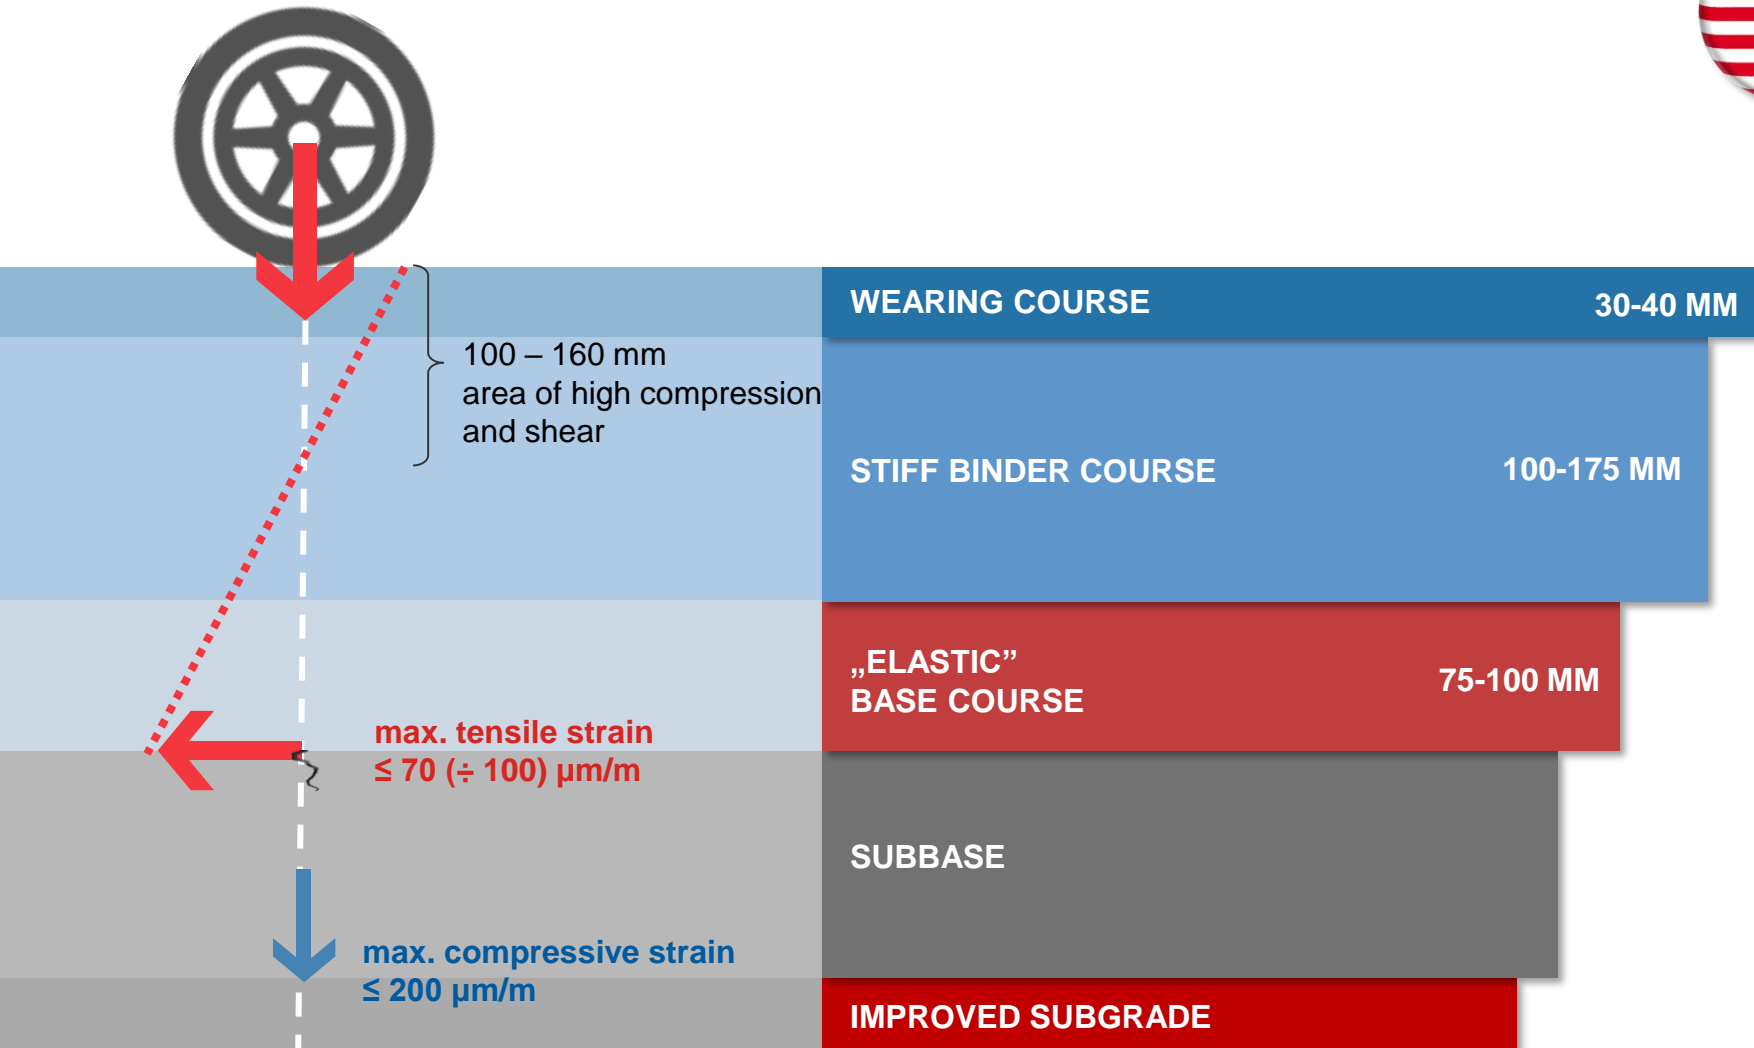 WEARING COURSE
30-40 MM
100 – 160 mm
area of high compression
and shear
STIFF BINDER COURSE
100-175 MM
„ELASTIC”
BASE COURSE
75-100 MM
max. tensile strain
≤ 70 (÷ 100) μm/m
SUBBASE
max. compressive strain
≤ 200 μm/m
IMPROVED SUBGRADE